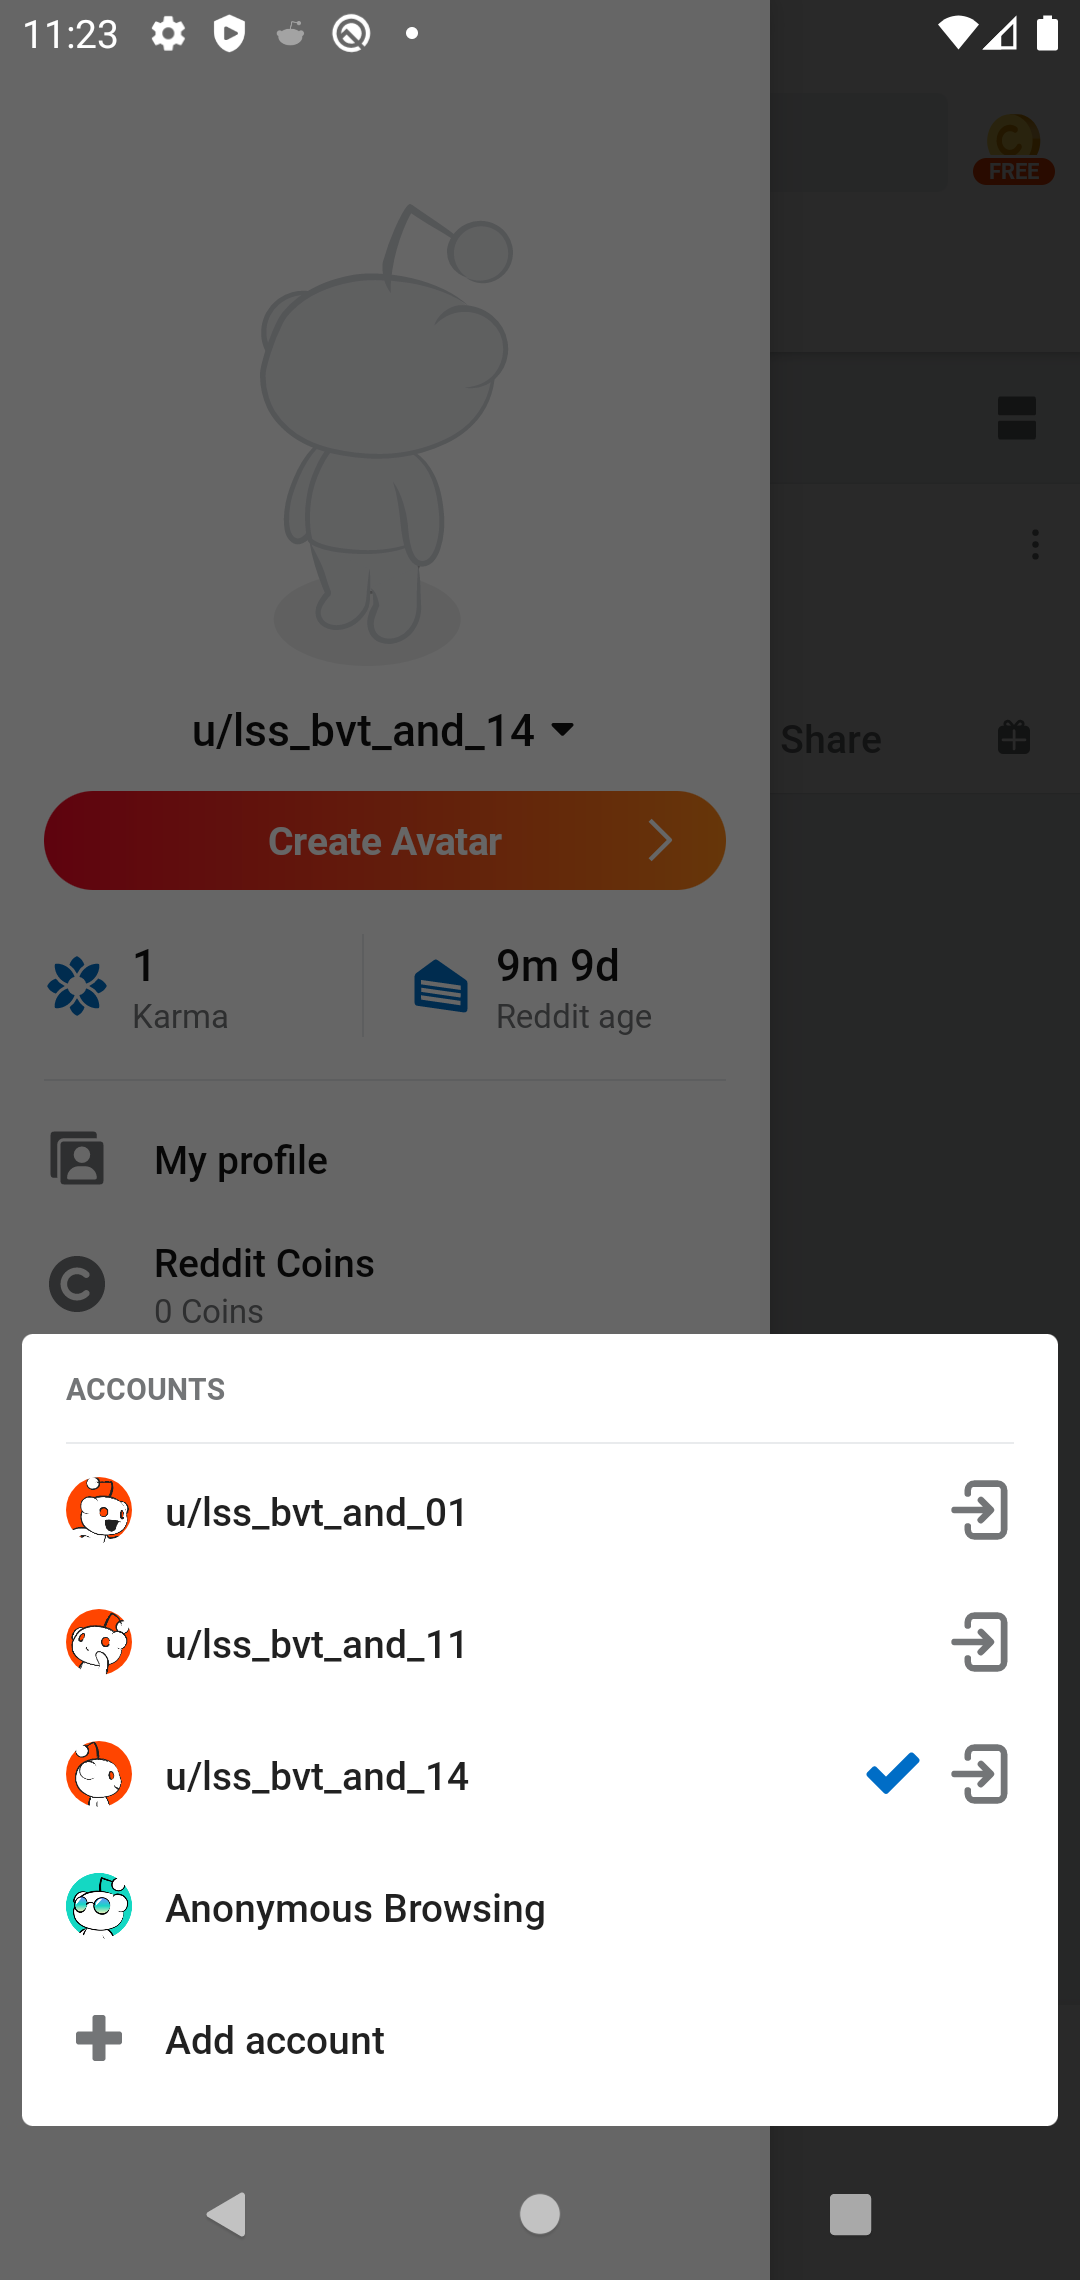 11:23
FREE
u/lss_bvt_and_14
Share
Create Avatar
1
Karma
9m 9d
Reddit age
My profile
Reddit Coins
0 Coins
ACCOUNTS
u/lss_bvt_and_01
u/lss_bvt_and_11
u/lss_bvt_and_14
Anonymous Browsing
Add account